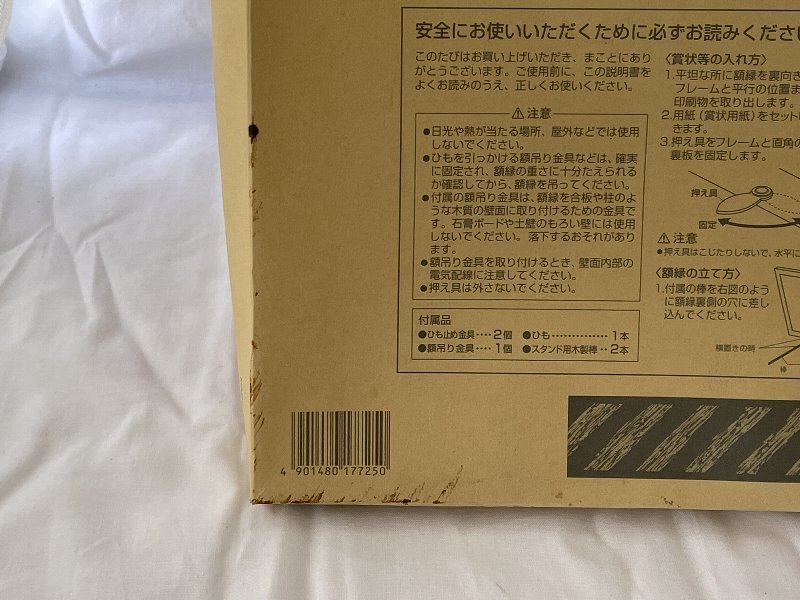 安全にお使いいただくために必ずお読みくださ
このたびはお買い上げいただき、まことにあり
がとうございます。ご使用前に、この説明書を
よくお読みのうえ、正しくお使いください。
⚠注意
●日光や熱が当たる場所、屋外などでは使用
しないでください。
●ひもを引っかける額吊り金具などは、確実
に固定され、額縁の重さに十分たえられる
か確認してから、額縁を吊ってください。
●付属の額吊り金具は、額縁を合板や柱のよ
うな木質の壁面に取り付けるための金具で
す。石膏ボードや土壁のもろい壁には使用
しないでください。落下するおそれがあり
ます。
●額吊り金具を取り付けるとき、壁面内部の
電気配線に注意してください。
●押え具は外さないでください。
付属品
●ひも止め金具‥‥2個 ●ひも‥‥‥‥‥‥‥1本
●額吊り金具‥‥1個 ●スタンド用木製棒‥2本
〈賞状等の入れ方〉
1.平坦な所に額縁を裏向き
フレームと平行の位置ま
印刷物を取り出します。
2.用紙（賞状用紙）をセット
きます。
3.押え具をフレームと直角の
裏板を固定します。
押え具
固定
⚠注意
●押え具はこじたりしないで、水平に
〈額縁の立て方〉
1.付属の棒を右図のよう
に額縁裏側の穴に差し
込んでください。
横置きの時
棒
4 901480 177250